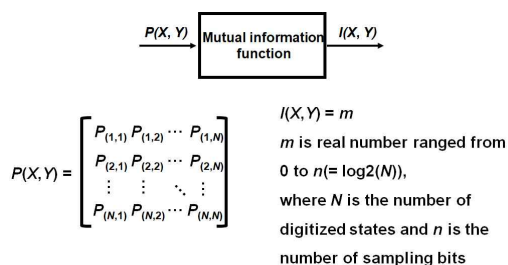 P(X, Y)
Mutual information
function
I(X, Y)
P(X,Y) =
P(1,1) P(1,2) ⋯ P(1,N)
P(2,1) P(2,2) ⋯ P(2,N)
⋮ ⋮ ⋱ ⋮
P(N,1) P(N,2) ⋯ P(N,N)
I(X,Y) = m
m is real number ranged from
0 to n(= log2(N)),
where N is the number of
digitized states and n is the
number of sampling bits